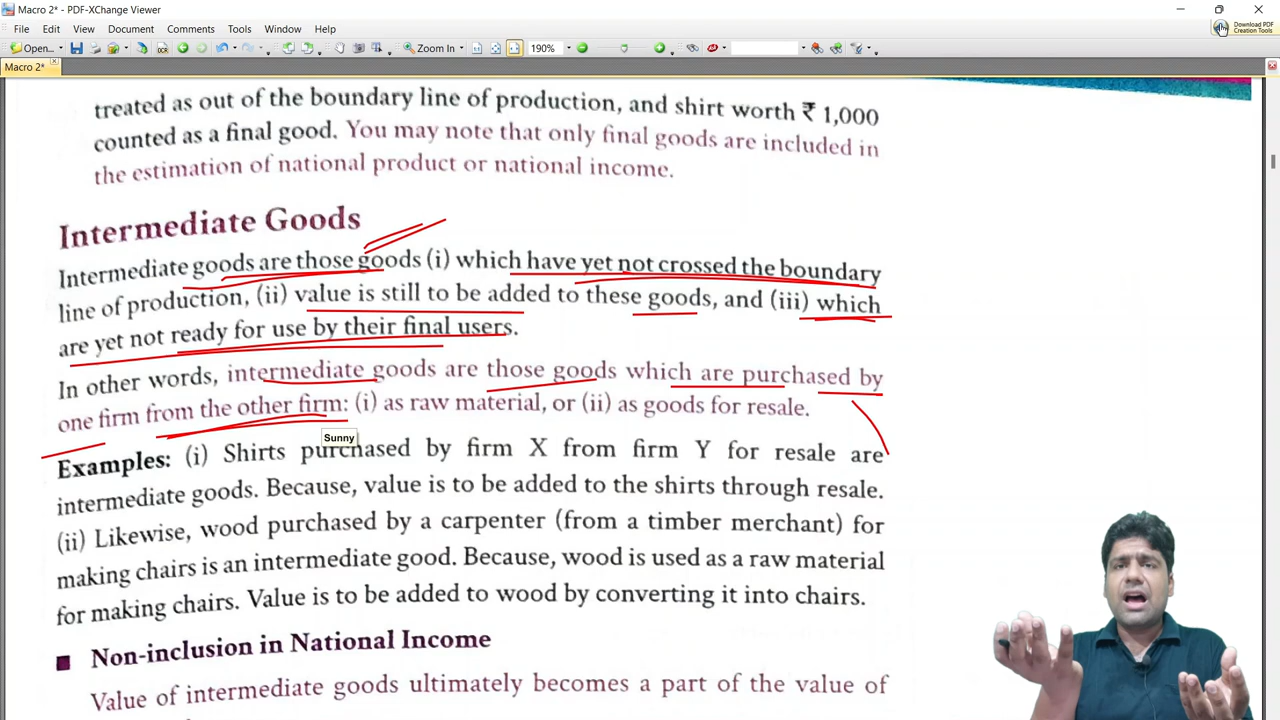 Macro 2* - PDF-XChange Viewer
File Edit View Document Comments Tools Window Help
Download PDF
Creation Tools
Open... Zoom In 190%
Macro 2*
treated as out of the boundary line of production, and shirt worth ₹ 1,000
counted as a final good. You may note that only final goods are included in
the estimation of national product or national income.
Intermediate Goods
Intermediate goods are those goods (i) which have yet not crossed the boundary
line of production, (ii) value is still to be added to these goods, and (iii) which
are yet not ready for use by their final users.
In other words, intermediate goods are those goods which are purchased by
one firm from the other firm: (i) as raw material, or (ii) as goods for resale.
Sunny
Examples: (i) Shirts purchased by firm X from firm Y for resale are
intermediate goods. Because, value is to be added to the shirts through resale.
(ii) Likewise, wood purchased by a carpenter (from a timber merchant) for
making chairs is an intermediate good. Because, wood is used as a raw material
for making chairs. Value is to be added to wood by converting it into chairs.
Non-inclusion in National Income
Value of intermediate goods ultimately becomes a part of the value of